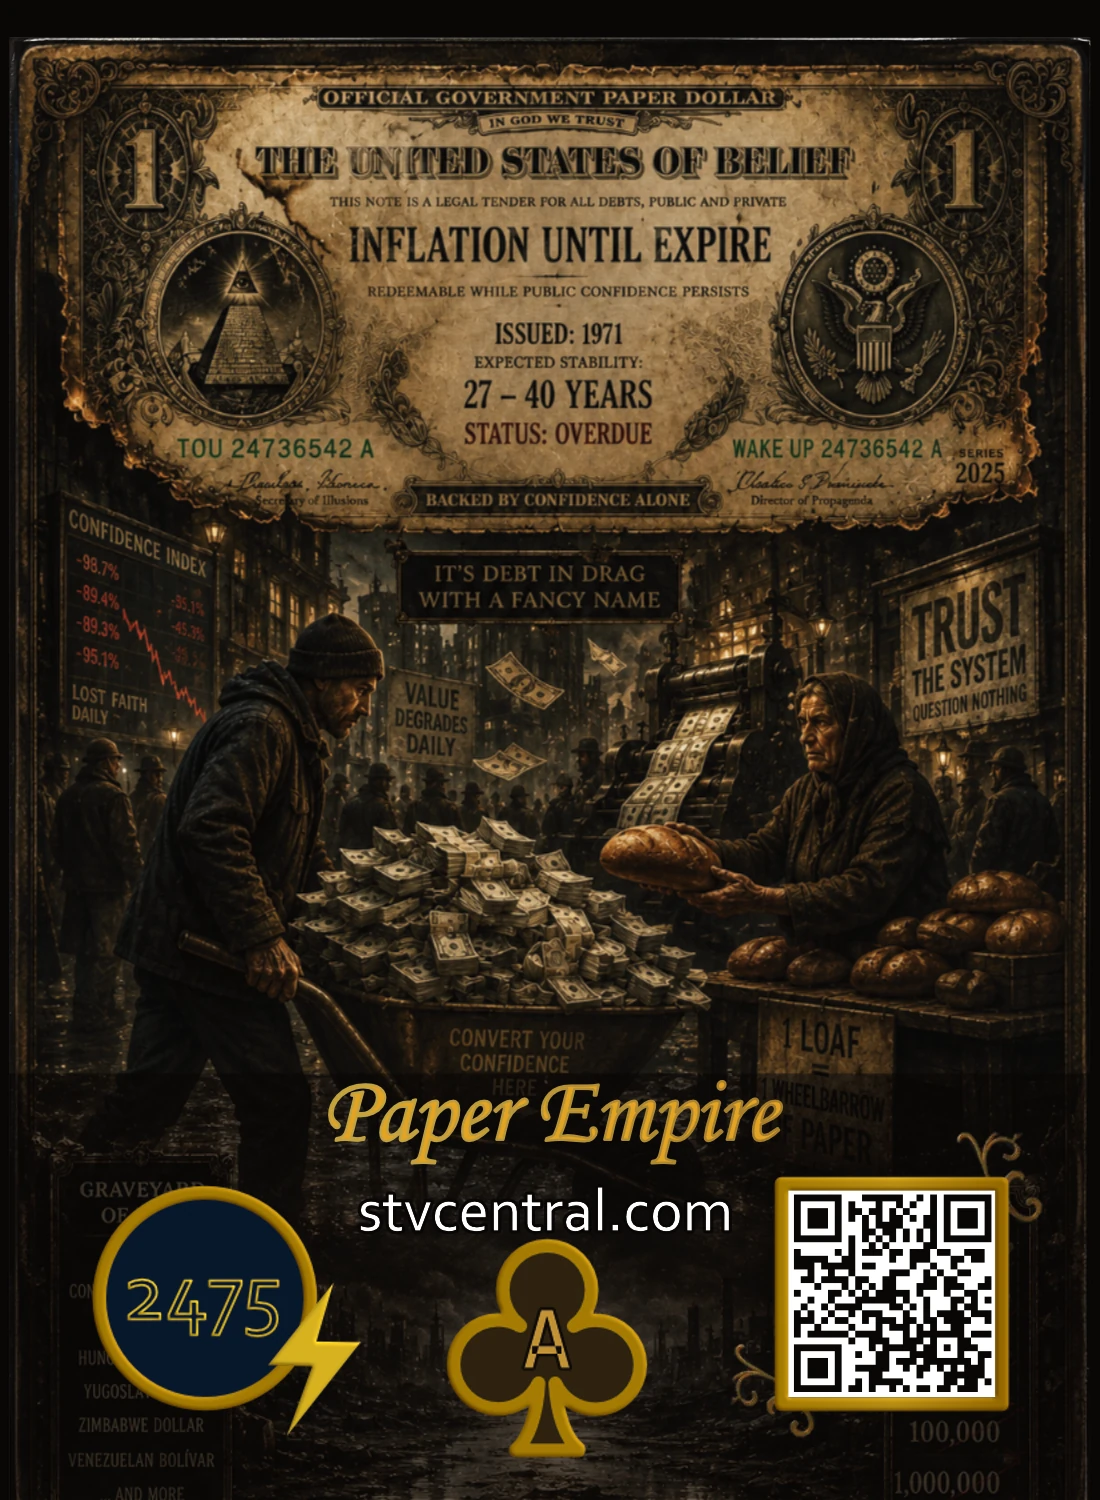 OFFICIAL GOVERNMENT PAPER DOLLAR
IN GOD WE TRUST
1
1
THE UNITED STATES OF BELIEF
THIS NOTE IS A LEGAL TENDER FOR ALL DEBTS, PUBLIC AND PRIVATE
INFLATION UNTIL EXPIRE
REDEEMABLE WHILE PUBLIC CONFIDENCE PERSISTS
ISSUED: 1971
EXPECTED STABILITY:
27 – 40 YEARS
STATUS: OVERDUE
TOU 24736542 A
WAKE UP 24736542 A
SERIES
2025
Secretary of Illusions
Director of Propagenda
BACKED BY CONFIDENCE ALONE
IT'S DEBT IN DRAG
WITH A FANCY NAME
CONFIDENCE INDEX
-98.7%
-89.4%
-95.1%
-89.3%
-45.3%
-95.1%
LOST FAITH
DAILY
VALUE
DEGRADES
DAILY
TRUST
THE SYSTEM
QUESTION NOTHING
CONVERT YOUR
CONFIDENCE
HERE
1 LOAF
=
1 WHEELBARROW
OF PAPER
Paper Empire
stvcentral.com
GRAVEYARD
OF
2475
A
CON
HUNG
YUGOSLA
ZIMBABWE DOLLAR
VENEZUELAN BOLÍVAR
AND MORE
100,000
1,000,000